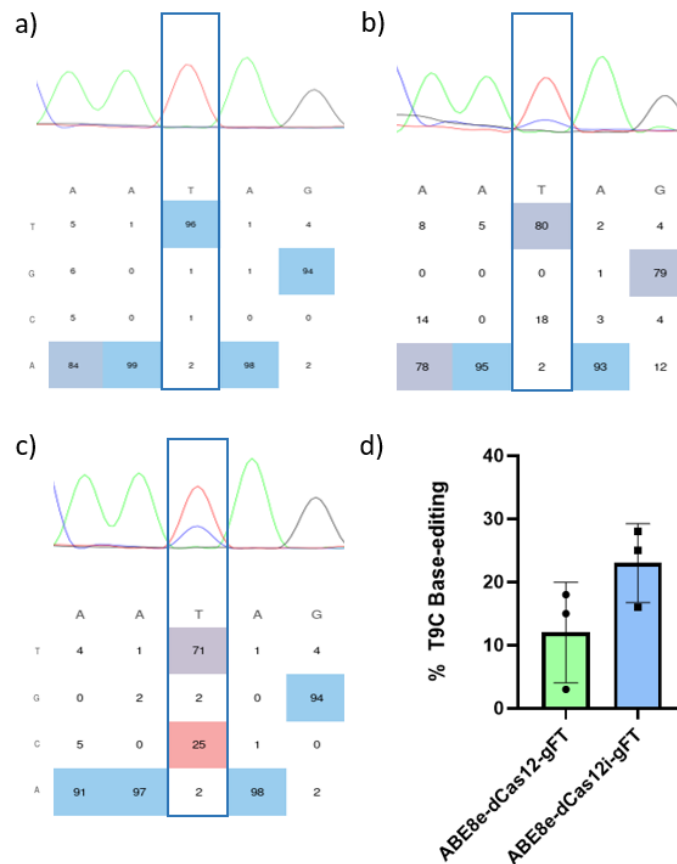 a)
A A T A G
T 5 1 96 1 4
G 6 0 1 1 94
C 5 0 1 0 0
A 84 99 2 98 2
b)
A A T A G
8 5 80 2 4
0 0 0 1 79
14 0 18 3 4
78 95 2 93 12
c)
A A T A G
T 4 1 71 1 4
G 0 2 2 0 94
C 5 0 25 1 0
A 91 97 2 98 2
d)
% T9C Base-editing
40
30
20
10
0
ABE8e-dCas12-gFT
ABE8e-dCas12i-gFT